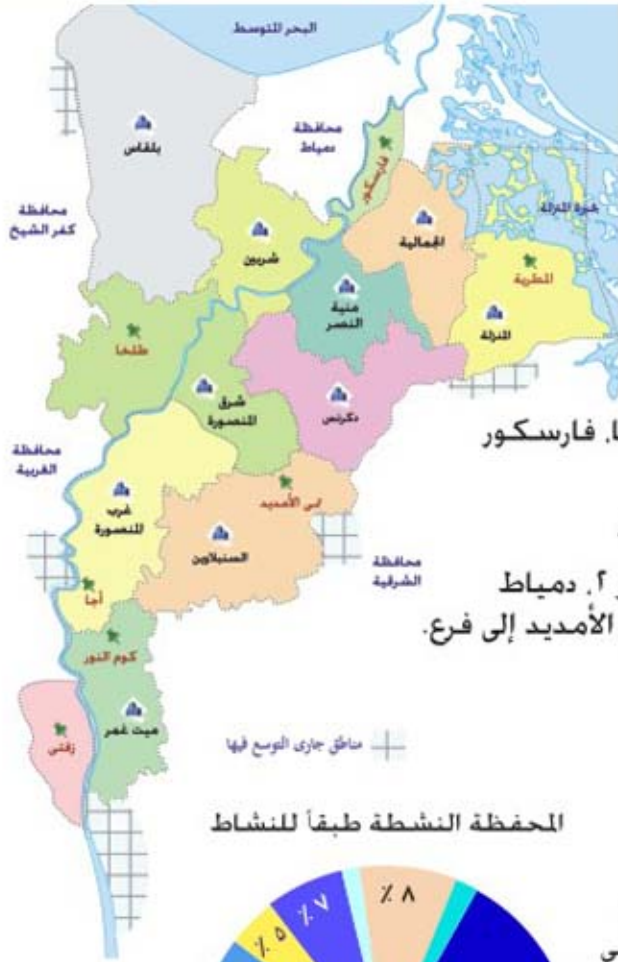 البحر المتوسط
محافظة
دمياط
بلقاس
فارسكور
بحيرة المنزلة
محافظة
كفر الشيخ
شربين
الجمالية
المطرية
المنزلة
منية
النصر
طلخا
شرق
المنصورة
دكرنس
ا. فارسكور
محافظة
الغربية
غرب
المنصورة
تمى الأمديد
السنبلاوين
محافظة
الشرقية
٢. دمياط
الأمديد إلى فرع.
أجا
كوم النور
ميت غمر
زفتى
مناطق جارى التوسع فيها
المحفظة النشطة طبقاً للنشاط
٥ ٪
٧ ٪
٨ ٪